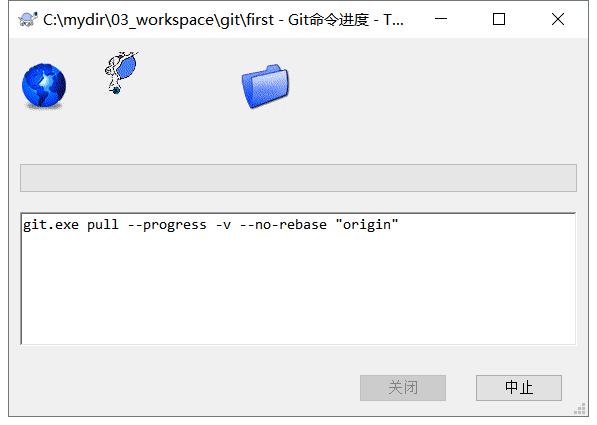 C:\mydir\03_workspace\git\first - Git命令进度 - T...
git.exe pull --progress -v --no-rebase "origin"
关闭
中止